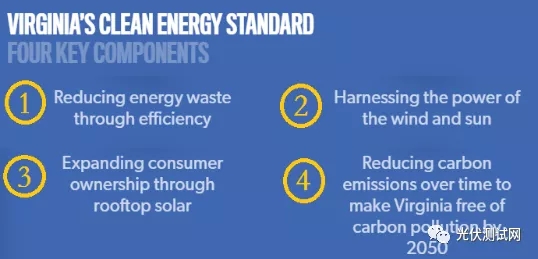 VIRGINIA'S CLEAN ENERGY STANDARD
FOUR KEY COMPONENTS
1
Reducing energy waste
through efficiency
2
Harnessing the power of
the wind and sun
3
Expanding consumer
ownership through
rooftop solar
4
Reducing carbon
emissions over time to
make Virginia free of
carbon pollution by
2050
光伏测试网